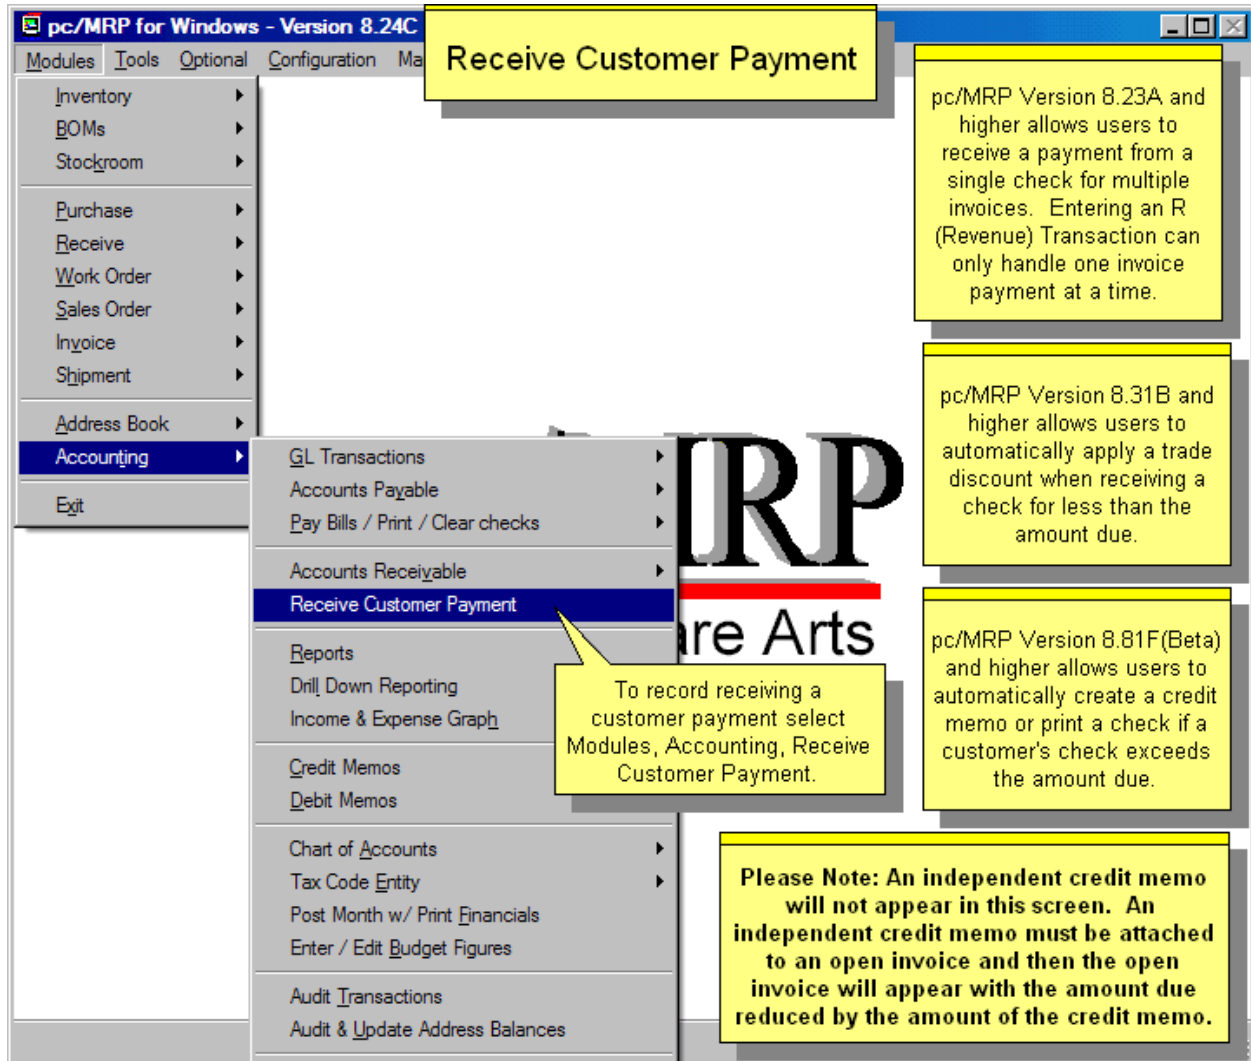 pc/MRP for Windows - Version 8.24C
Receive Customer Payment
Modules Tools Optional Configuration Ma
Inventory
BOMs
Stockroom
Purchase
Receive
Work Order
Sales Order
Invoice
Shipment
Address Book
Accounting
Exit
GL Transactions
Accounts Payable
Pay Bills / Print / Clear checks
Accounts Receivable
Receive Customer Payment
Reports
Drill Down Reporting
Income & Expense Graph
Credit Memos
Debit Memos
Chart of Accounts
Tax Code Entity
Post Month w/ Print Financials
Enter / Edit Budget Figures
Audit Transactions
Audit & Update Address Balances
MRP
are Arts
To record receiving a
customer payment select
Modules, Accounting, Receive
Customer Payment.
pc/MRP Version 8.23A and
higher allows users to
receive a payment from a
single check for multiple
invoices. Entering an R
(Revenue) Transaction can
only handle one invoice
payment at a time.
pc/MRP Version 8.31B and
higher allows users to
automatically apply a trade
discount when receiving a
check for less than the
amount due.
pc/MRP Version 8.81F(Beta)
and higher allows users to
automatically create a credit
memo or print a check if a
customer's check exceeds
the amount due.
Please Note: An independent credit memo
will not appear in this screen. An
independent credit memo must be attached
to an open invoice and then the open
invoice will appear with the amount due
reduced by the amount of the credit memo.